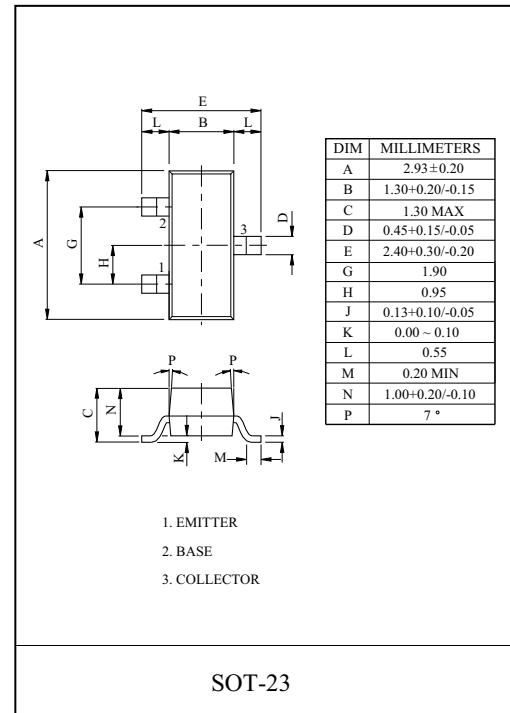 E
L B L
A
G
H
2
1
3
D
P P
C
N
K
M
J
DIM MILLIMETERS
A 2.93±0.20
B 1.30+0.20/-0.15
C 1.30 MAX
D 0.45+0.15/-0.05
E 2.40+0.30/-0.20
G 1.90
H 0.95
J 0.13+0.10/-0.05
K 0.00 ~ 0.10
L 0.55
M 0.20 MIN
N 1.00+0.20/-0.10
P 7 °
1. EMITTER
2. BASE
3. COLLECTOR
SOT-23